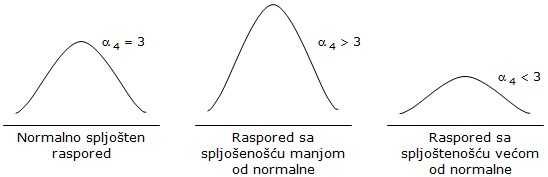 α4 = 3
Normalno spljošten
raspored
α4 > 3
Raspored sa
spljošenošću manjom
od normalne
α4 < 3
Raspored sa
spljoštenošću većom
od normalne